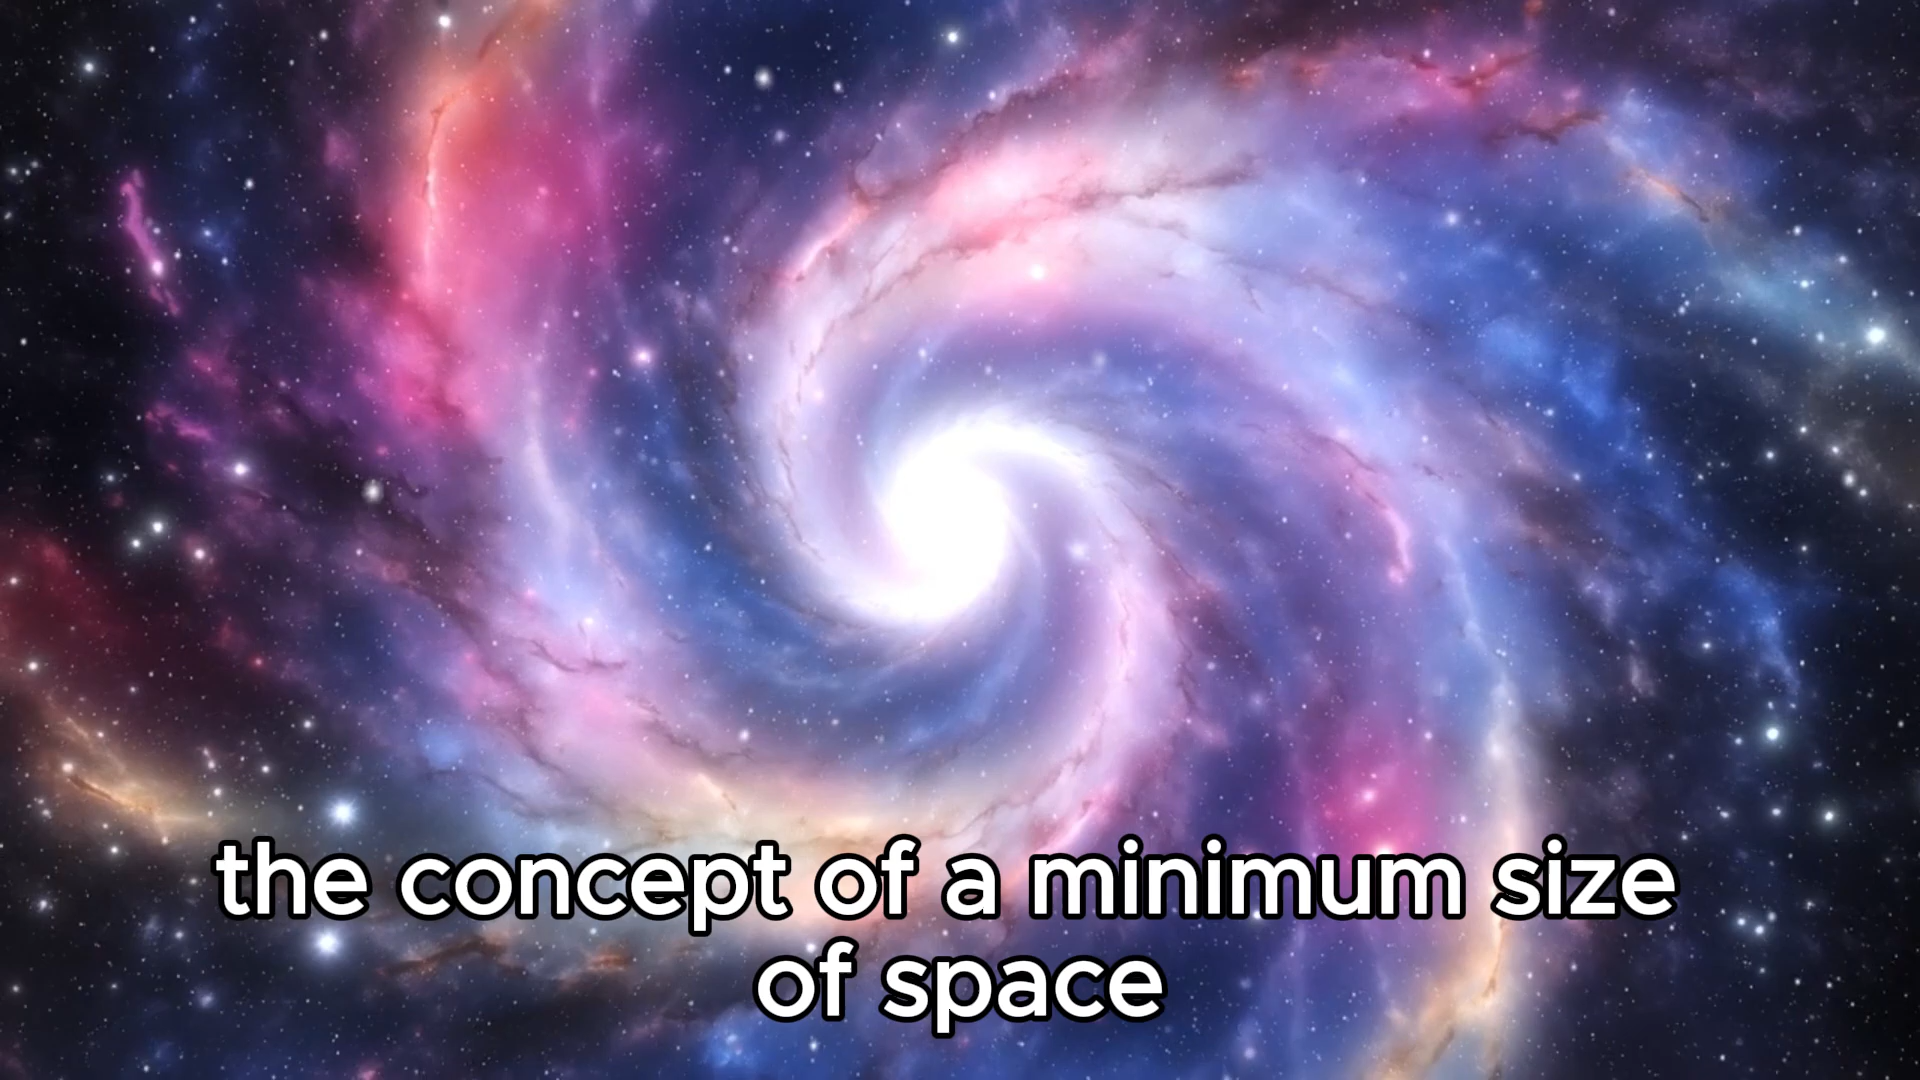 the concept of a minimum size
of space